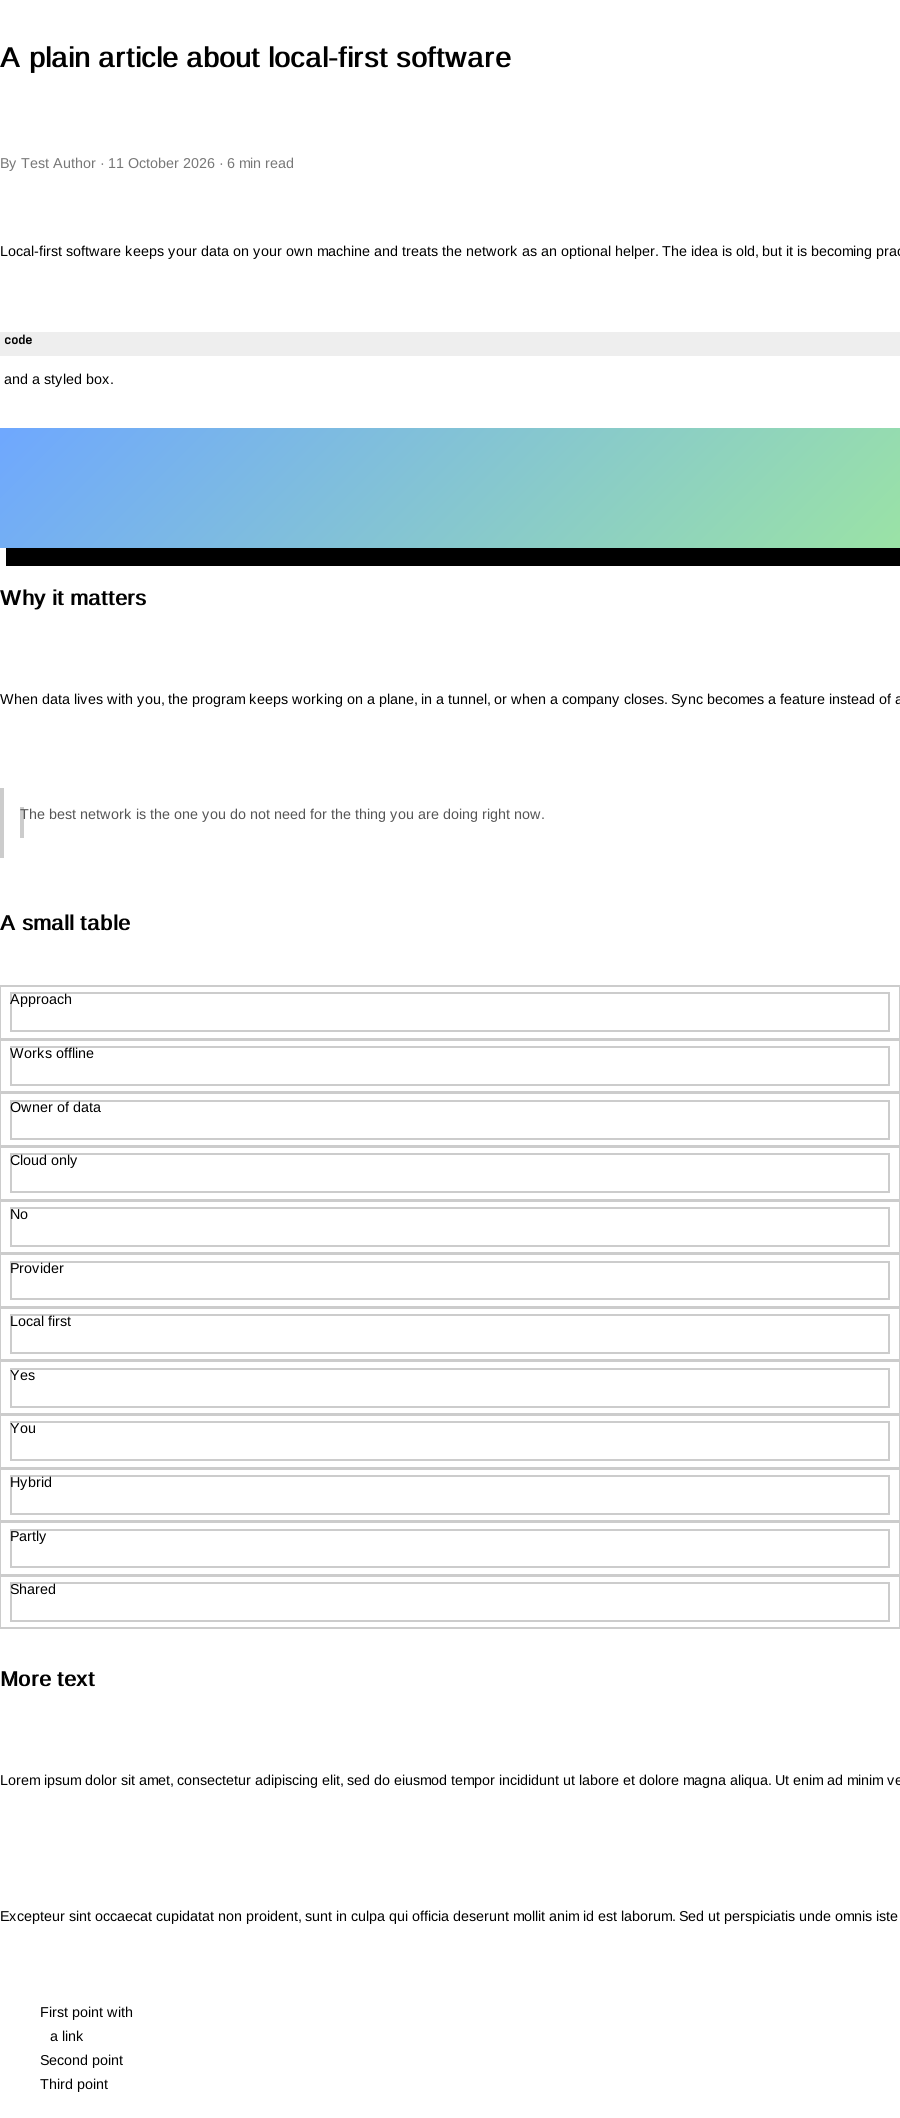 A plain article about local-first software
By Test Author · 11 October 2026 · 6 min read
Local-first software keeps your data on your own machine and treats the network as an optional helper. The idea is old, but it is becoming
code
and a styled box.
Why it matters
When data lives with you, the program keeps working on a plane, in a tunnel, or when a company closes. Sync becomes a feature instead of
The best network is the one you do not need for the thing you are doing right now.
A small table
Approach
Works offline
Owner of data
Cloud only
No
Provider
Local first
Yes
You
Hybrid
Partly
Shared
More text
Lorem ipsum dolor sit amet, consectetur adipiscing elit, sed do eiusmod tempor incididunt ut labore et dolore magna aliqua. Ut enim ad minim
Excepteur sint occaecat cupidatat non proident, sunt in culpa qui officia deserunt mollit anim id est laborum. Sed ut perspiciatis unde omnis iste
First point with
a link
Second point
Third point